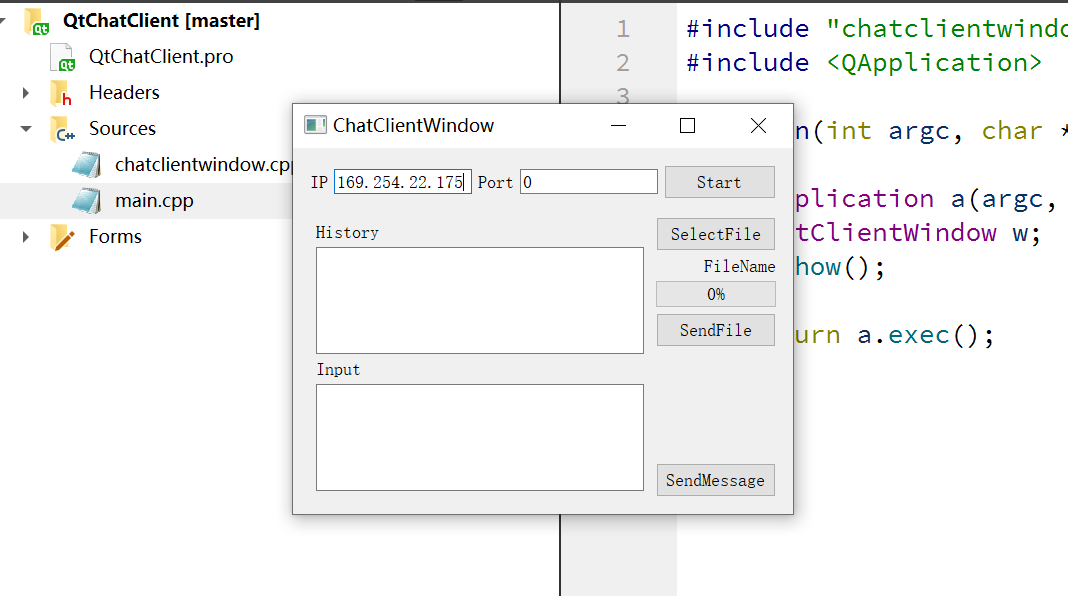 QtChatClient [master]
QtChatClient.pro
Headers
Sources
chatclientwindow.cp
main.cpp
Forms
1
2
3
#include "chatclientwindo
#include <QApplication>
n(int argc, char *
plication a(argc,
tClientWindow w;
how();
urn a.exec();
ChatClientWindow
IP 169.254.22.175 Port 0 Start
History
SelectFile
FileName
0%
SendFile
Input
SendMessage